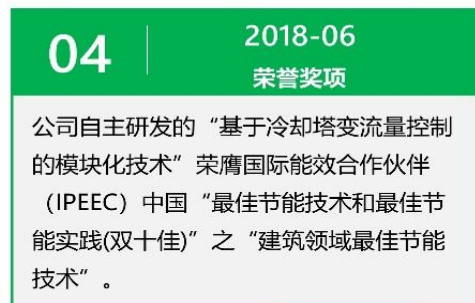 04
2018-06
荣誉奖项
公司自主研发的“基于冷却塔变流量控制
的模块化技术”荣膺国际能效合作伙伴
（IPEEC）中国“最佳节能技术和最佳节
能实践(双十佳)”之“建筑领域最佳节能
技术”。